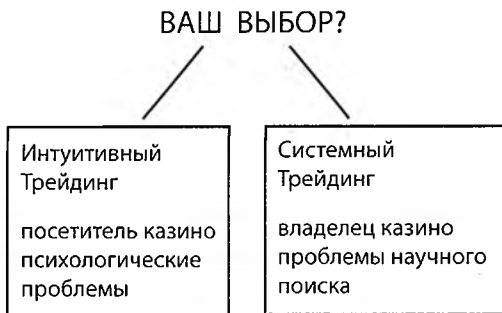 ВАШ ВЫБОР?
Интуитивный
Трейдинг
посетитель казино
психологические
проблемы
Системный
Трейдинг
владелец казино
проблемы научного
поиска